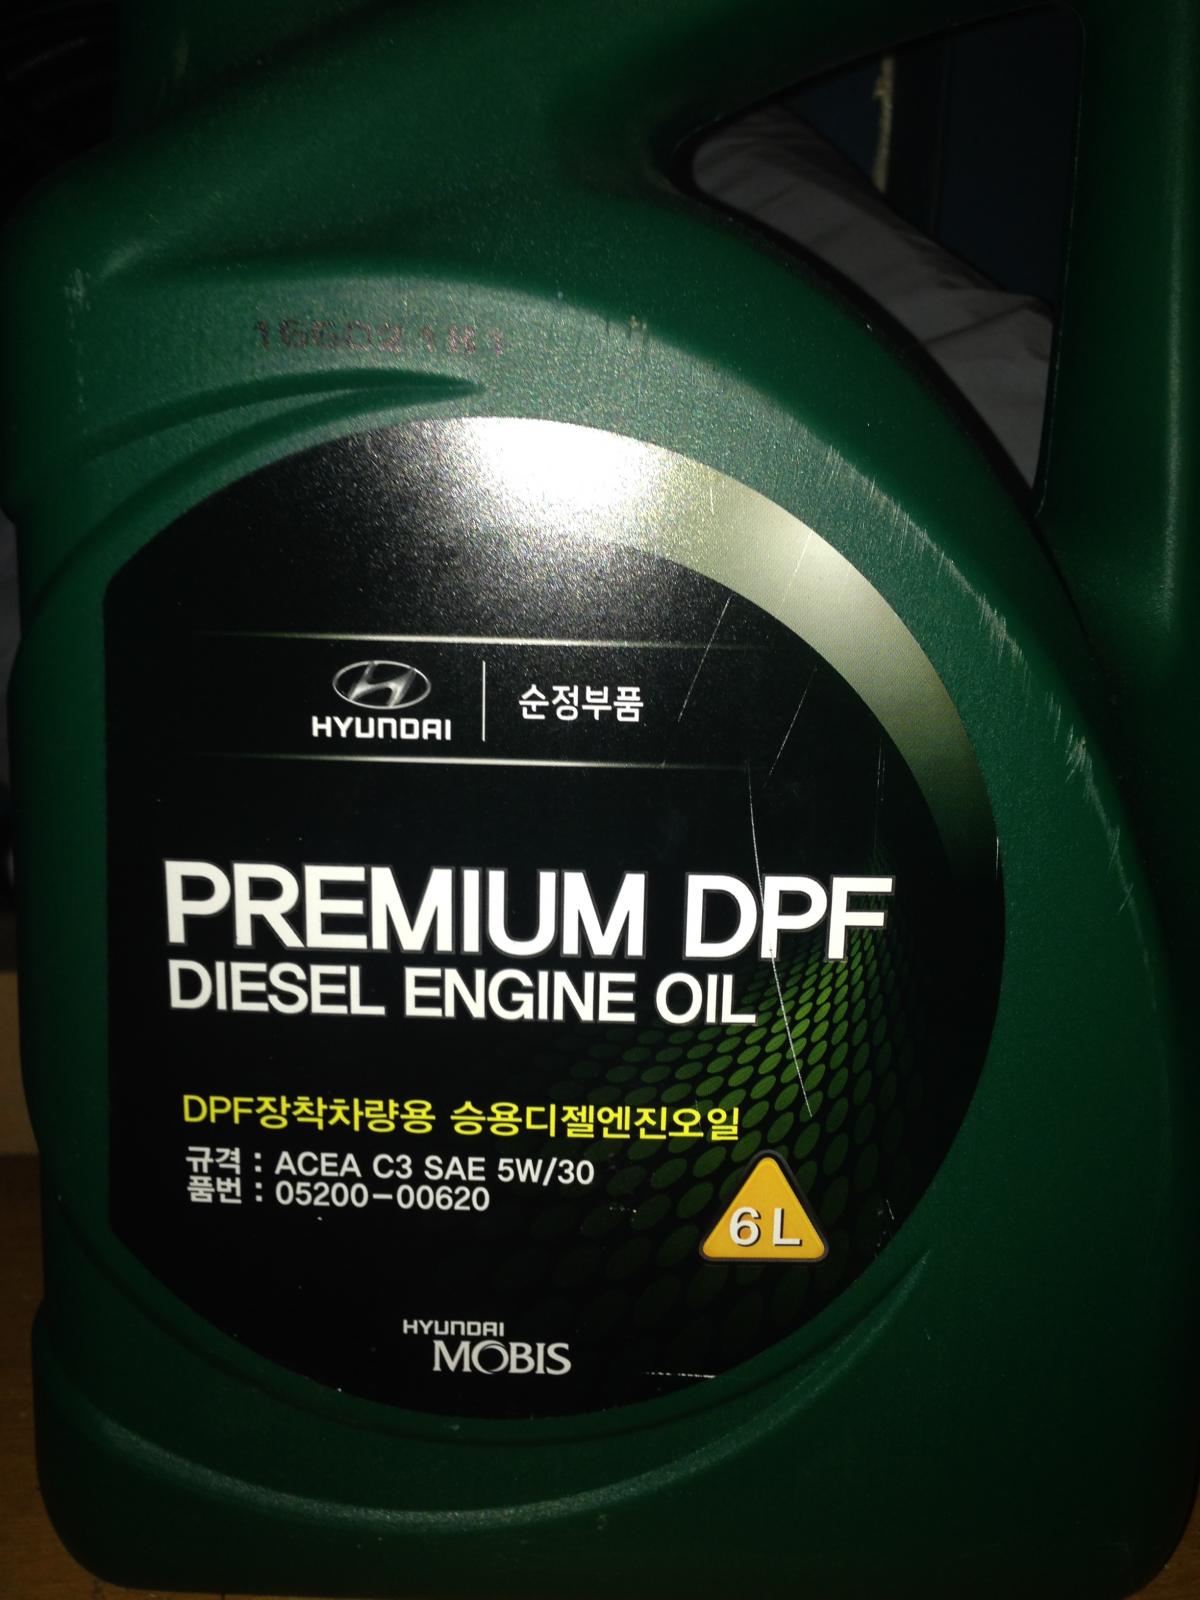 HYUNDAI
순정부품
PREMIUM DPF
DIESEL ENGINE OIL
DPF장착차량용 승용디젤엔진오일
규격 : ACEA C3 SAE 5W/30
품번 : 05200-00620
6L
HYUNDAI
MOBIS